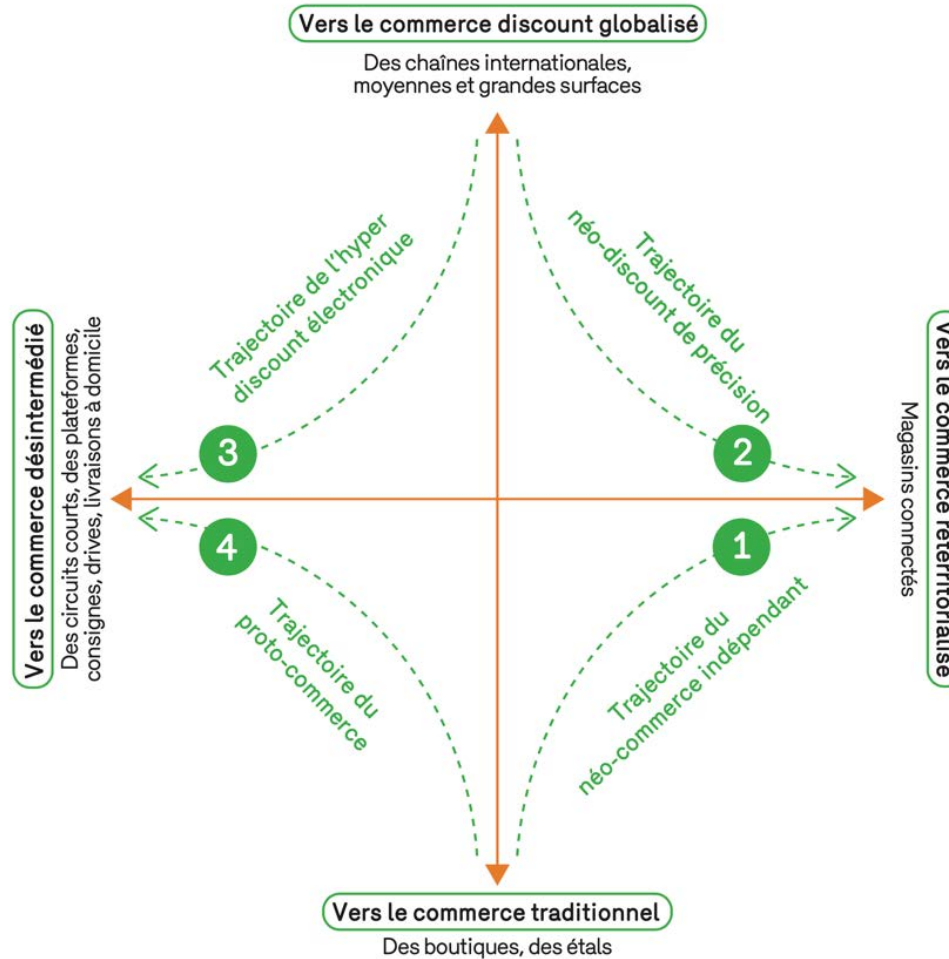 Vers le commerce discount globalisé
Des chaînes internationales,
moyennes et grandes surfaces
Trajectoire de l'hyper
discount électronique
Trajectoire du
néo-discount de précision
Vers le commerce désintermédié
Des circuits courts, des plateformes,
consignes, drives, livraisons à domicile
3
2
4
1
Magasins connectés
Vers le commerce reterritorialisé
Trajectoire du
proto-commerce
Trajectoire du
néo-commerce indépendant
Vers le commerce traditionnel
Des boutiques, des étals